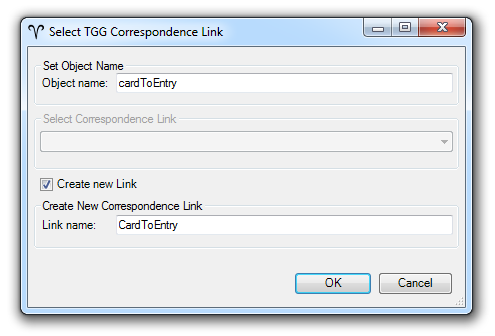 Select TGG Correspondence Link
Set Object Name
Object name: cardToEntry
Select Correspondence Link
Create new Link
Create New Correspondence Link
Link name: CardToEntry
OK Cancel